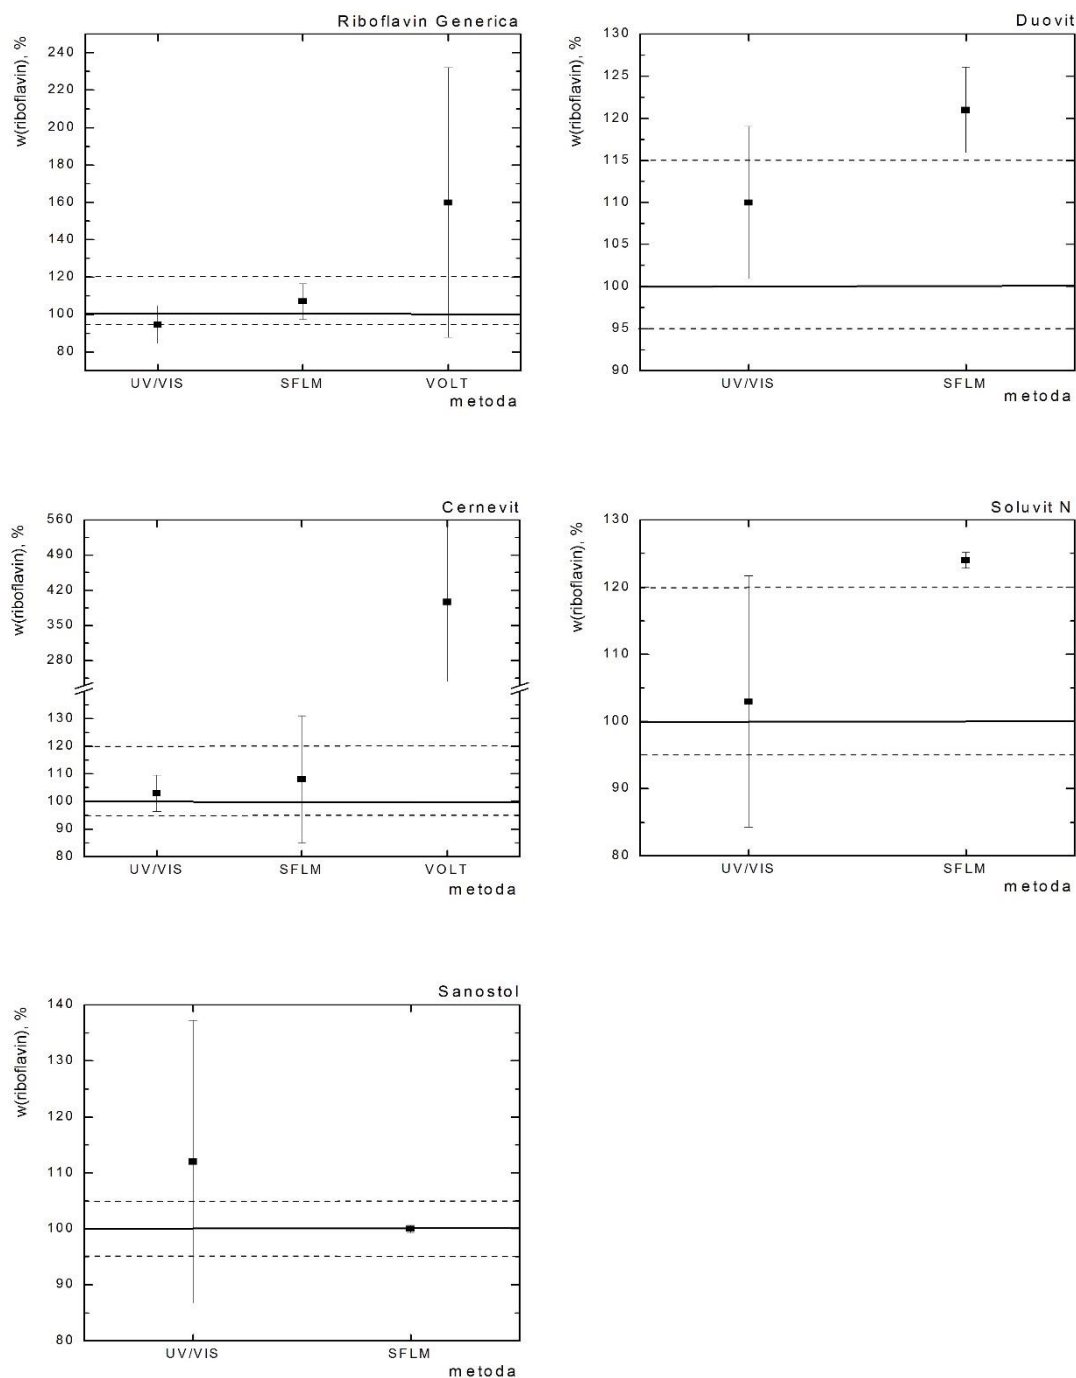 Riboflavin Generica
w(riboflavin), %
240
220
200
180
160
140
120
100
80
UV/VIS SFLM VOLT
metoda
Duovit
w(riboflavin), %
130
125
120
115
110
105
100
95
90
UV/VIS SFLM
metoda
Cernevit
w(riboflavin), %
560
490
420
350
280
130
120
110
100
90
80
UV/VIS SFLM VOLT
metoda
Soluvit N
w(riboflavin), %
130
120
110
100
90
80
UV/VIS SFLM
metoda
Sanostol
w(riboflavin), %
140
130
120
110
100
90
80
UV/VIS SFLM
metoda